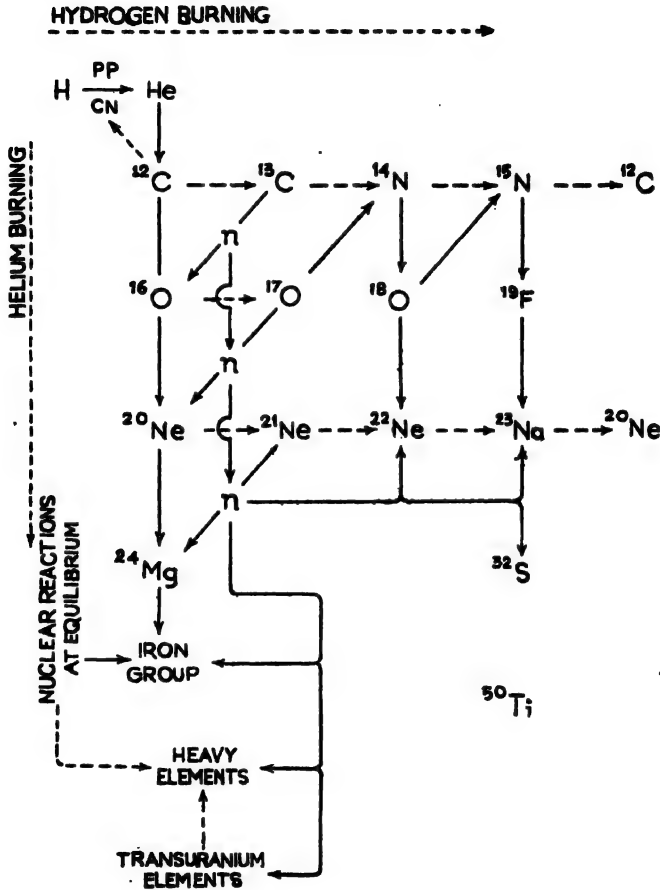 HYDROGEN BURNING
PP
H He
CN
HELIUM BURNING
¹²C ¹³C ¹⁴N ¹⁵N ¹²C
n
¹⁶O ¹⁷O ¹⁸O ¹⁹F
n
²⁰Ne ²¹Ne ²²Ne ²³Na ²⁰Ne
n
²⁴Mg ³²S
NUCLEAR REACTIONS
AT EQUILIBRIUM
IRON
GROUP
⁵⁰Ti
HEAVY
ELEMENTS
TRANSURANIUM
ELEMENTS